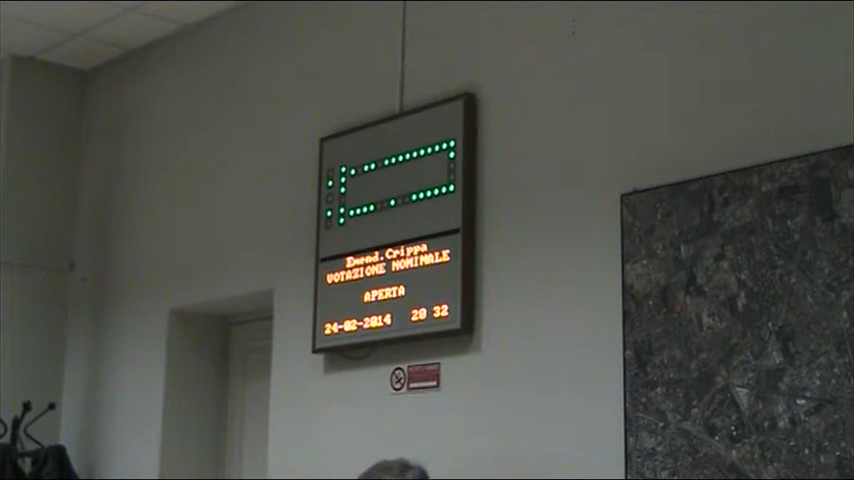 Emend.Crippa
VOTAZIONE NOMINALE
APERTA
24-02-2014 20 32